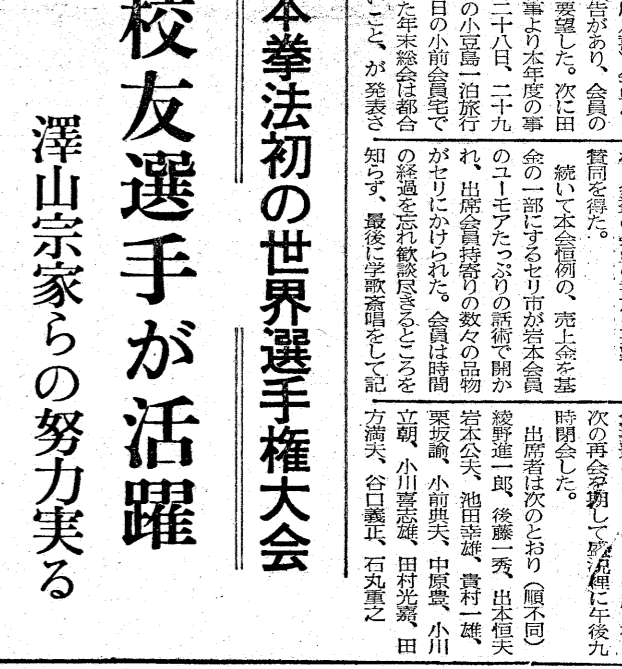 告があり、会員の
要望した。次に田
事より本年度の事
二十八日、二十九
の小豆島一泊旅行
日の小前会員宅で
た年末総会は都合
こと、が発表さ
賛同を得た。
続いて本会恒例の、売上金を基
金の一部にするセリ市が岩本会員
のユーモアたっぷりの話術で開か
れ、出席会員持寄りの数々の品物
がセリにかけられた。会員は時間
の経過を忘れ歓談尽きるところを
知らず、最後に学歌斎唱をして記
次の再会を期して盛況裡に午後九
時閉会した。
出席者は次のとおり（順不同）
綾野進一郎、後藤一秀、出本恒夫
岩本公夫、池田幸雄、貴村一雄、
栗坂諭、小前典夫、中原豊、小川
立朝、小川喜志雄、田村光嘉、田
方満夫、谷口義正、石丸重之
本拳法初の世界選手権大会
校友選手が活躍
澤山宗家らの努力実る